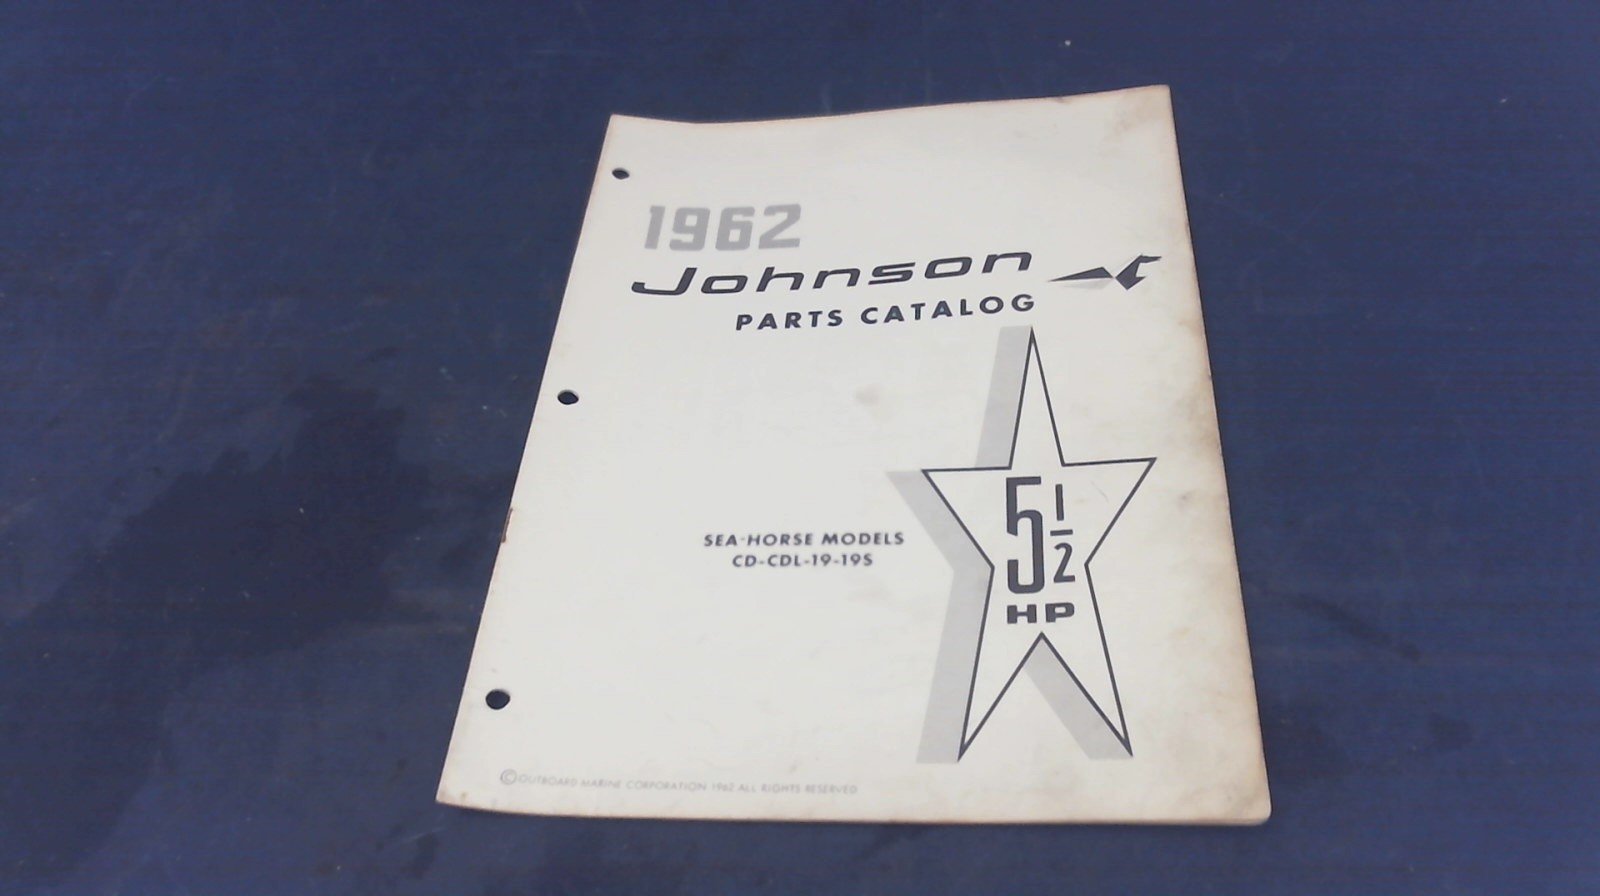 1962
Johnson
PARTS CATALOG
SEA-HORSE MODELS
CD-CDL-19-19S
5 1/2
HP
© OUTBOARD MARINE CORPORATION 1962 ALL RIGHTS RESERVED